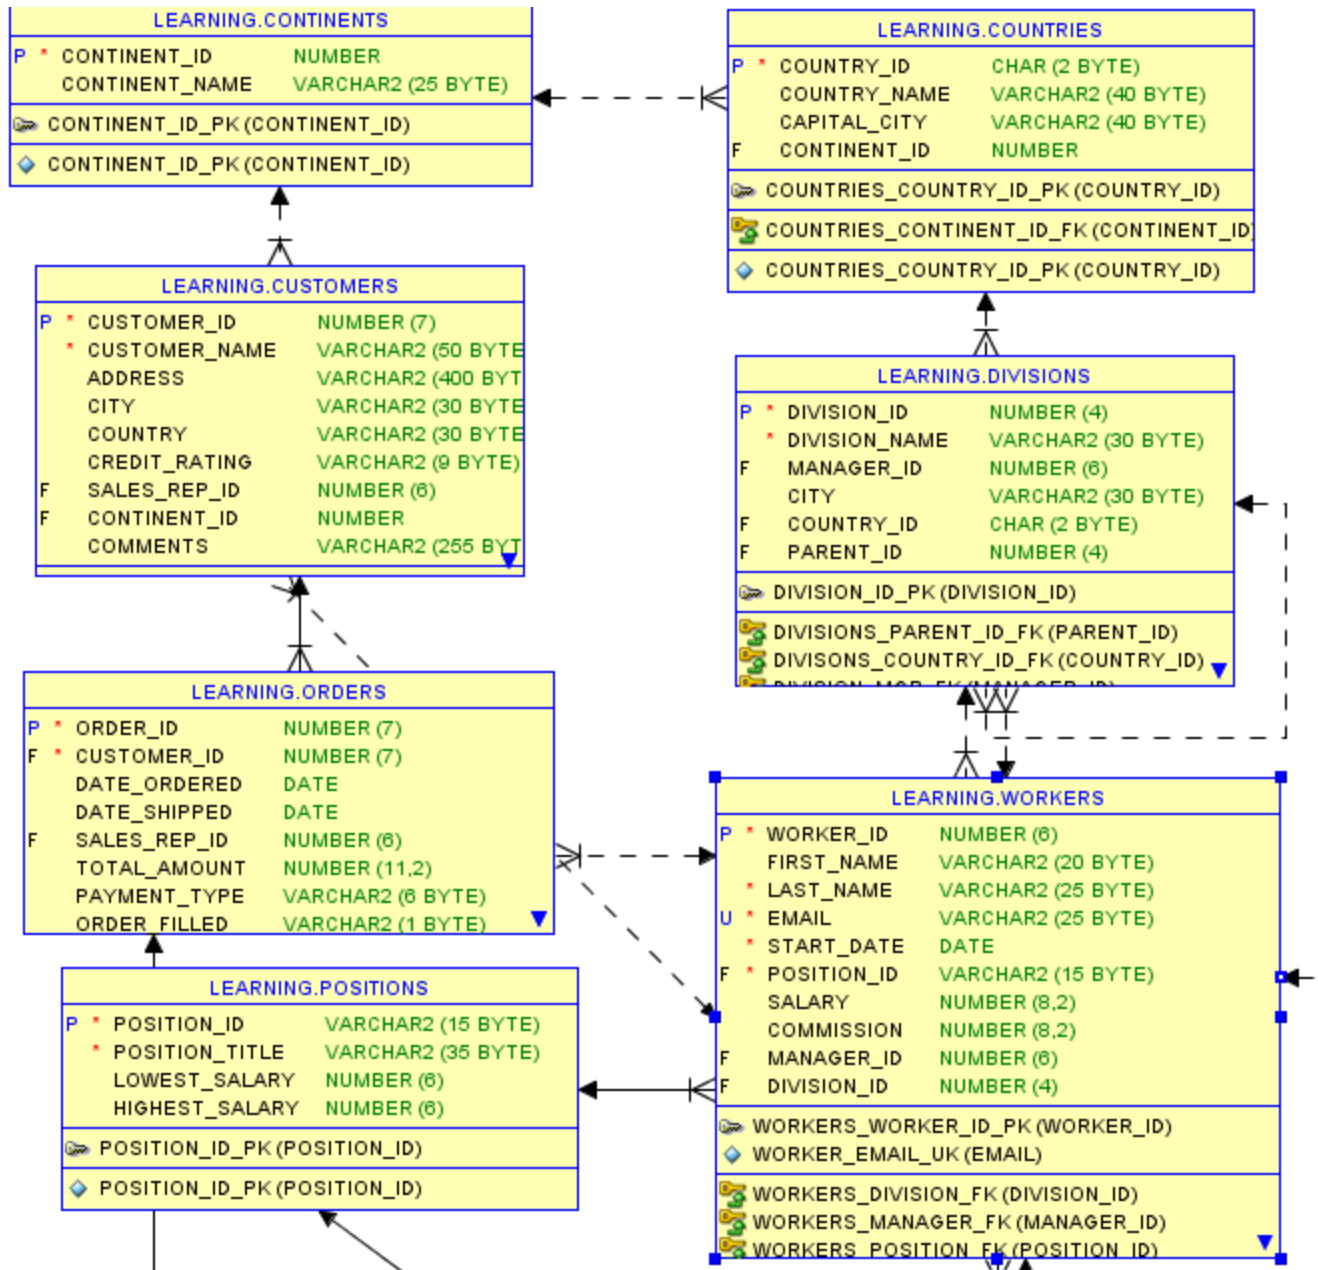 LEARNING.CONTINENTS
P * CONTINENT_ID NUMBER
CONTINENT_NAME VARCHAR2 (25 BYTE)
CONTINENT_ID_PK (CONTINENT_ID)
CONTINENT_ID_PK (CONTINENT_ID)
LEARNING.COUNTRIES
P * COUNTRY_ID CHAR (2 BYTE)
COUNTRY_NAME VARCHAR2 (40 BYTE)
CAPITAL_CITY VARCHAR2 (40 BYTE)
F CONTINENT_ID NUMBER
COUNTRIES_COUNTRY_ID_PK (COUNTRY_ID)
COUNTRIES_CONTINENT_ID_FK (CONTINENT_ID)
COUNTRIES_COUNTRY_ID_PK (COUNTRY_ID)
LEARNING.CUSTOMERS
P * CUSTOMER_ID NUMBER (7)
* CUSTOMER_NAME VARCHAR2 (50 BYTE
ADDRESS VARCHAR2 (400 BYT
CITY VARCHAR2 (30 BYTE
COUNTRY VARCHAR2 (30 BYTE
CREDIT_RATING VARCHAR2 (9 BYTE)
F SALES_REP_ID NUMBER (6)
F CONTINENT_ID NUMBER
COMMENTS VARCHAR2 (255 BYT
LEARNING.DIVISIONS
P * DIVISION_ID NUMBER (4)
* DIVISION_NAME VARCHAR2 (30 BYTE)
F MANAGER_ID NUMBER (6)
CITY VARCHAR2 (30 BYTE)
F COUNTRY_ID CHAR (2 BYTE)
F PARENT_ID NUMBER (4)
DIVISION_ID_PK (DIVISION_ID)
DIVISIONS_PARENT_ID_FK (PARENT_ID)
DIVISONS_COUNTRY_ID_FK (COUNTRY_ID)
DIVISION_MGR_FK (MANAGER_ID)
LEARNING.ORDERS
P * ORDER_ID NUMBER (7)
F * CUSTOMER_ID NUMBER (7)
DATE_ORDERED DATE
DATE_SHIPPED DATE
F SALES_REP_ID NUMBER (6)
TOTAL_AMOUNT NUMBER (11,2)
PAYMENT_TYPE VARCHAR2 (6 BYTE)
ORDER_FILLED VARCHAR2 (1 BYTE)
LEARNING.WORKERS
P * WORKER_ID NUMBER (6)
FIRST_NAME VARCHAR2 (20 BYTE)
* LAST_NAME VARCHAR2 (25 BYTE)
U * EMAIL VARCHAR2 (25 BYTE)
* START_DATE DATE
F * POSITION_ID VARCHAR2 (15 BYTE)
SALARY NUMBER (8,2)
COMMISSION NUMBER (8,2)
F MANAGER_ID NUMBER (6)
F DIVISION_ID NUMBER (4)
WORKERS_WORKER_ID_PK (WORKER_ID)
WORKER_EMAIL_UK (EMAIL)
WORKERS_DIVISION_FK (DIVISION_ID)
WORKERS_MANAGER_FK (MANAGER_ID)
WORKERS_POSITION_FK (POSITION_ID)
LEARNING.POSITIONS
P * POSITION_ID VARCHAR2 (15 BYTE)
* POSITION_TITLE VARCHAR2 (35 BYTE)
LOWEST_SALARY NUMBER (6)
HIGHEST_SALARY NUMBER (6)
POSITION_ID_PK (POSITION_ID)
POSITION_ID_PK (POSITION_ID)